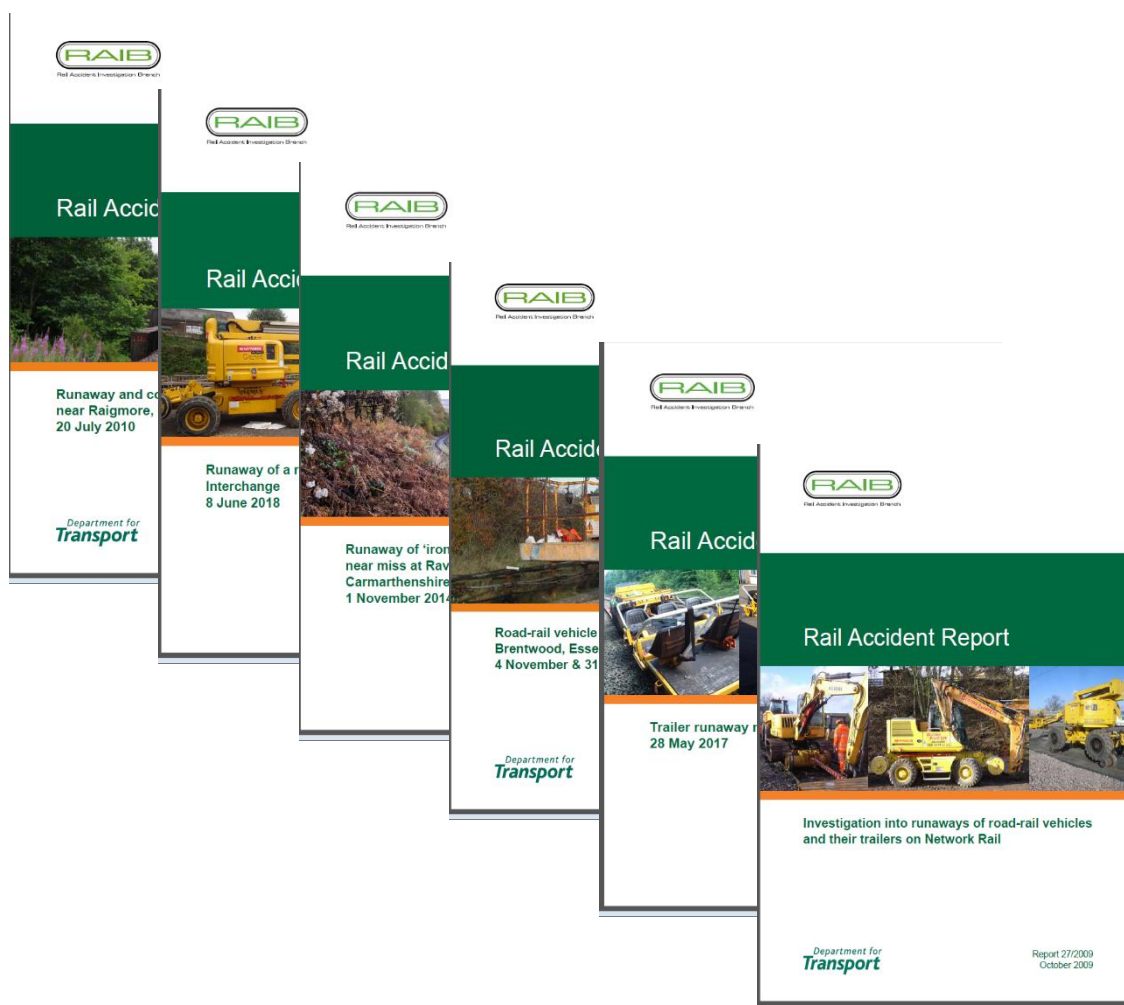 RAIB
Rail Accident Investigation Branch
Rail Accid
Runaway and co
near Raigmore,
20 July 2010
Department for
Transport
RAIB
Rail Accident Investigation Branch
Rail Acci
Runaway of a r
Interchange
8 June 2018
RAIB
Rail Accident Investigation Branch
Rail Accid
Runaway of ‘iron
near miss at Rav
Carmarthenshire
1 November 2014
RAIB
Rail Accident Investigation Branch
Rail Accide
Road-rail vehicle
Brentwood, Esse
4 November & 31
Department for
Transport
RAIB
Rail Accident Investigation Branch
Rail Accid
Trailer runaway
28 May 2017
RAIB
Rail Accident Investigation Branch
Rail Accident Report
Investigation into runaways of road-rail vehicles
and their trailers on Network Rail
Department for
Transport
Report 27/2009
October 2009